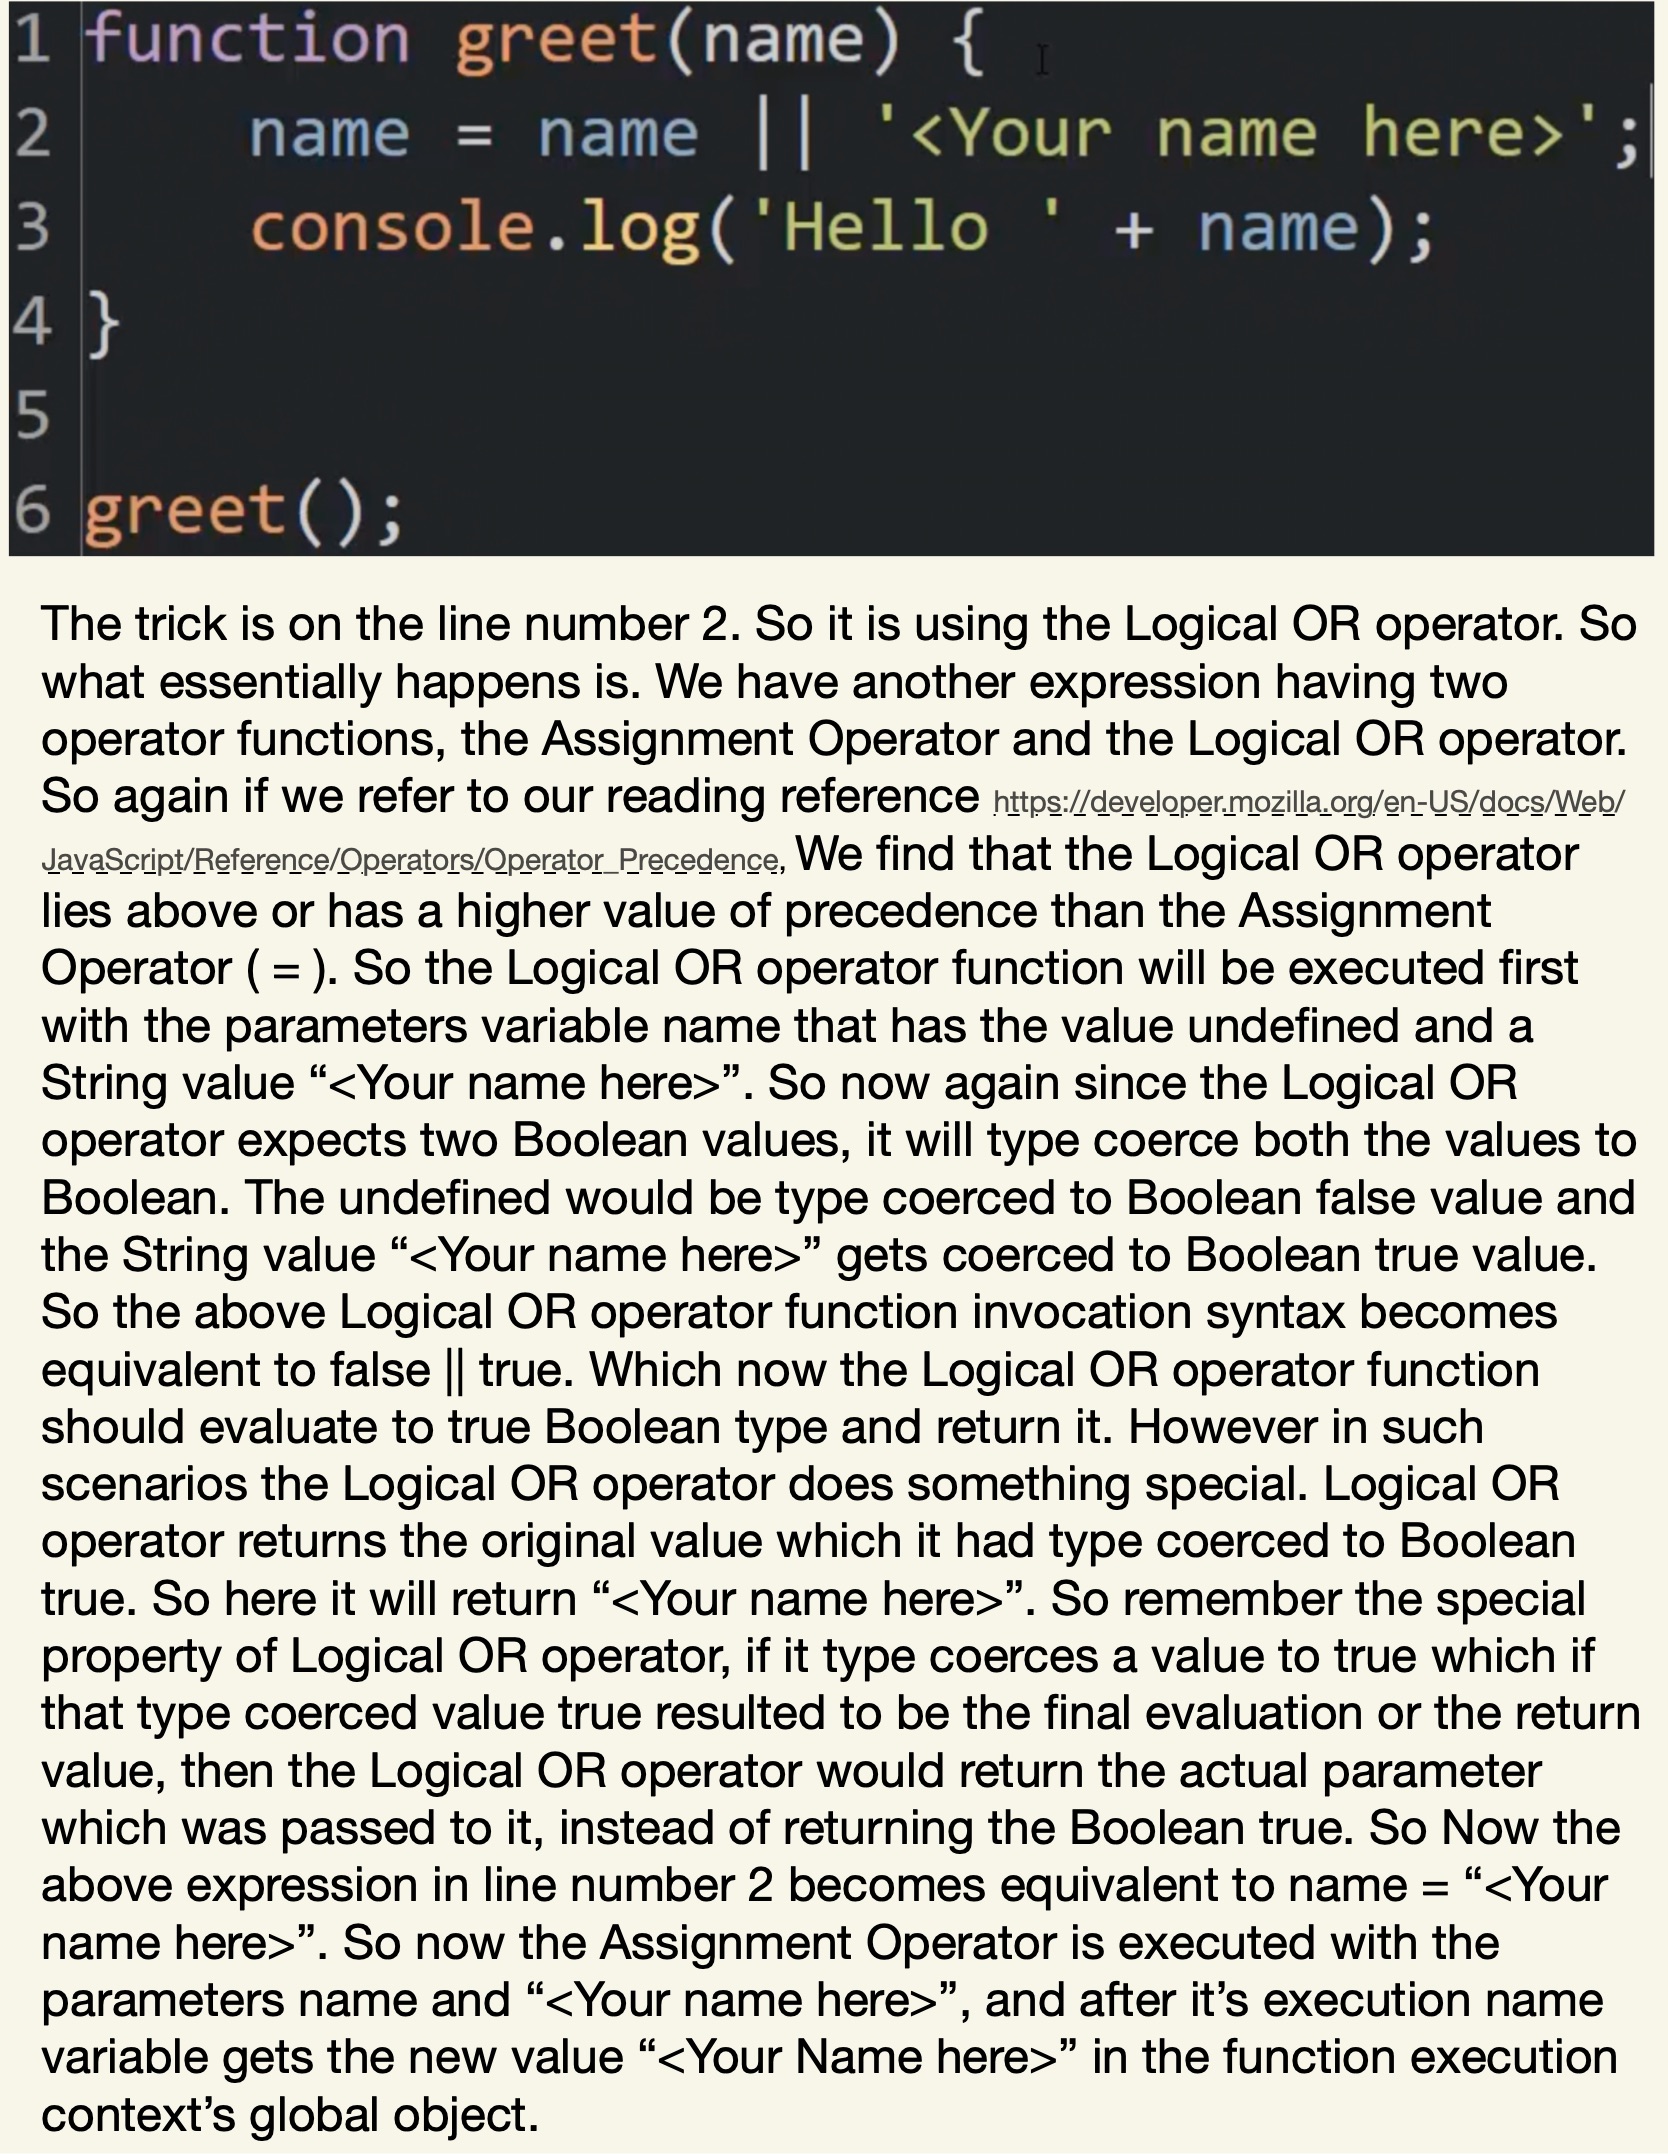 1 function greet(name) {
2     name = name || '<Your name here>';
3     console.log('Hello ' + name);
4 }
5
6 greet();
The trick is on the line number 2. So it is using the Logical OR operator. So
what essentially happens is. We have another expression having two
operator functions, the Assignment Operator and the Logical OR operator.
So again if we refer to our reading reference https://developer.mozilla.org/en-US/docs/Web/
JavaScript/Reference/Operators/Operator_Precedence, We find that the Logical OR operator
lies above or has a higher value of precedence than the Assignment
Operator ( = ). So the Logical OR operator function will be executed first
with the parameters variable name that has the value undefined and a
String value “<Your name here>”. So now again since the Logical OR
operator expects two Boolean values, it will type coerce both the values to
Boolean. The undefined would be type coerced to Boolean false value and
the String value “<Your name here>” gets coerced to Boolean true value.
So the above Logical OR operator function invocation syntax becomes
equivalent to false || true. Which now the Logical OR operator function
should evaluate to true Boolean type and return it. However in such
scenarios the Logical OR operator does something special. Logical OR
operator returns the original value which it had type coerced to Boolean
true. So here it will return “<Your name here>”. So remember the special
property of Logical OR operator, if it type coerces a value to true which if
that type coerced value true resulted to be the final evaluation or the return
value, then the Logical OR operator would return the actual parameter
which was passed to it, instead of returning the Boolean true. So Now the
above expression in line number 2 becomes equivalent to name = “<Your
name here>”. So now the Assignment Operator is executed with the
parameters name and “<Your name here>”, and after it’s execution name
variable gets the new value “<Your Name here>” in the function execution
context’s global object.